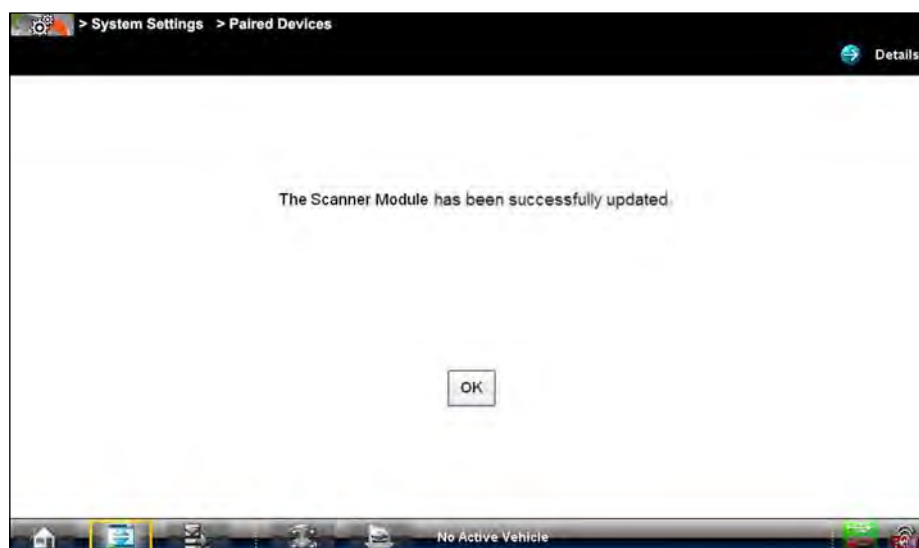 > System Settings > Paired Devices
Details
The Scanner Module has been successfully updated.
OK
No Active Vehicle